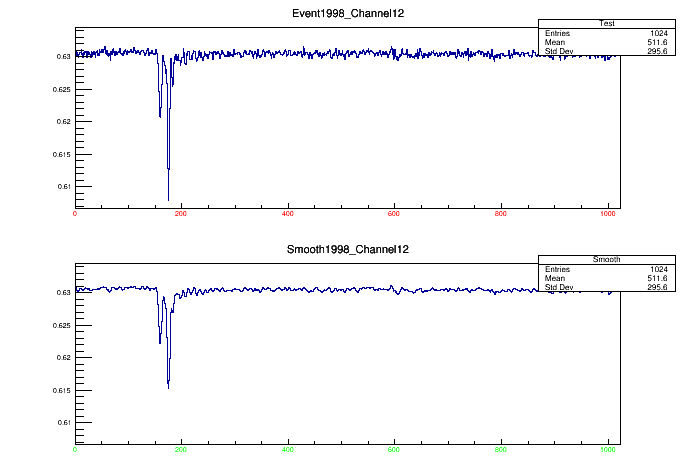 Event1998_Channel12
Test
Entries 1024
Mean 511.6
Std Dev 295.6
0.63
0.625
0.62
0.615
0.61
0 200 400 600 800 1000
Smooth1998_Channel12
Smooth
Entries 1024
Mean 511.6
Std Dev 295.6
0.63
0.625
0.62
0.615
0.61
0 200 400 600 800 1000